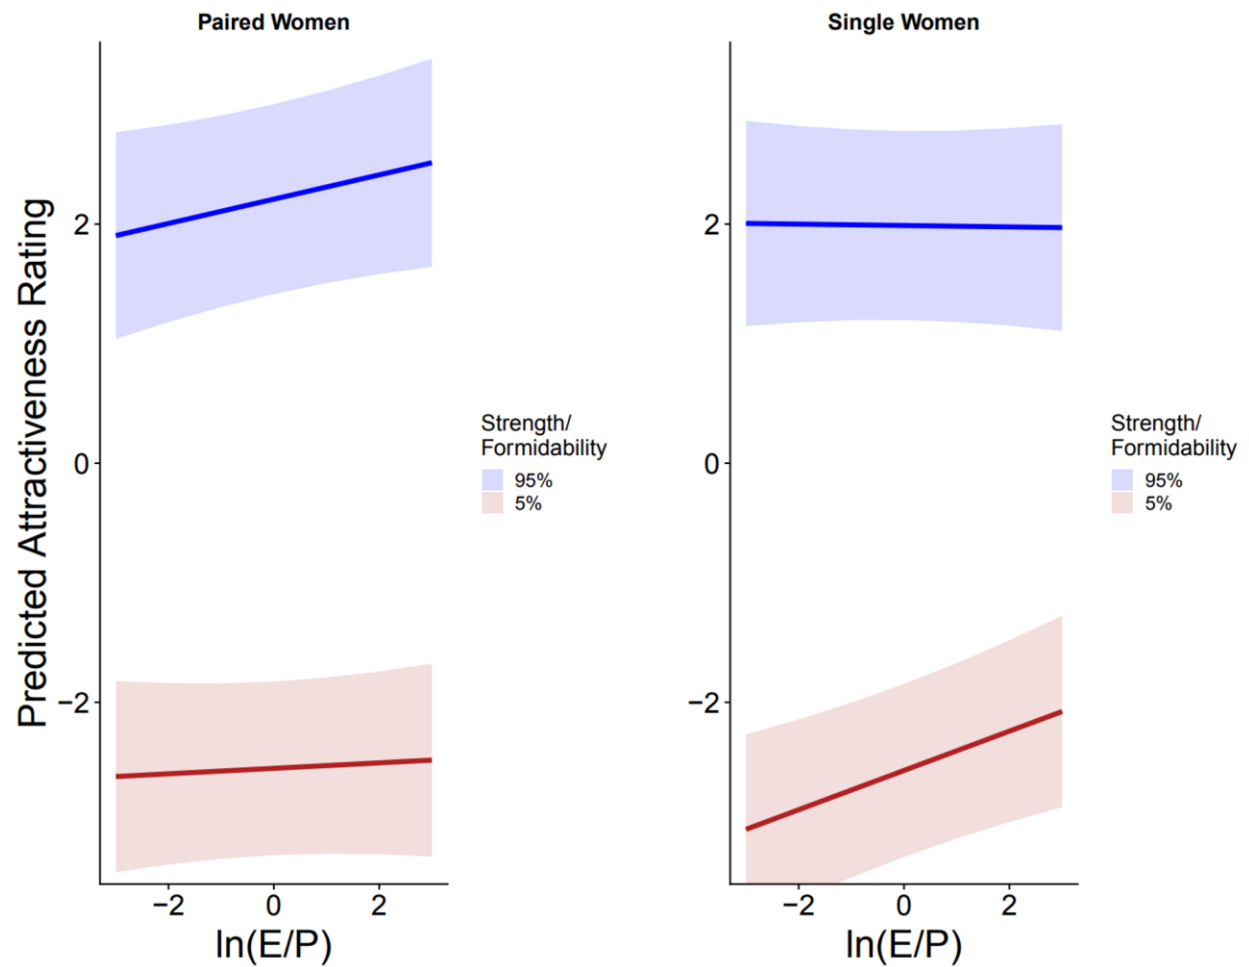 Paired Women
Single Women
Predicted Attractiveness Rating
2
0
−2
−2
0
2
ln(E/P)
Strength/
Formidability
95%
5%
2
0
−2
−2
0
2
ln(E/P)
Strength/
Formidability
95%
5%